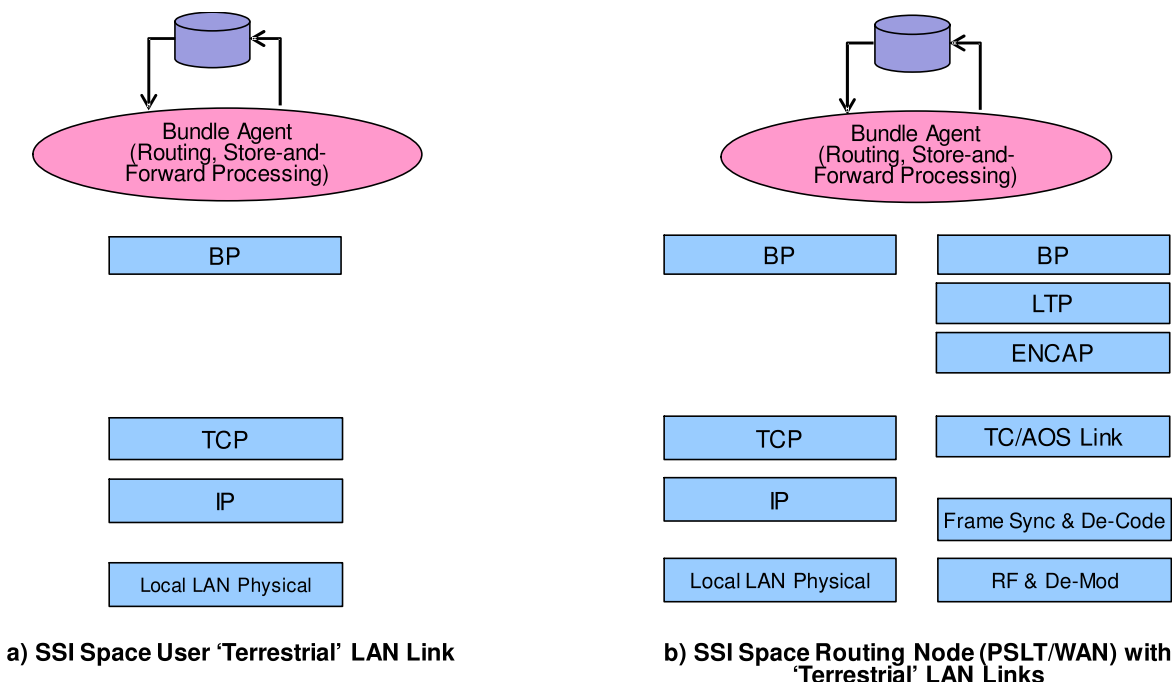 Bundle Agent
(Routing, Store-and-
Forward Processing)
BP
TCP
IP
Local LAN Physical
a) SSI Space User ‘Terrestrial’ LAN Link
Bundle Agent
(Routing, Store-and-
Forward Processing)
BP
TCP
IP
Local LAN Physical
BP
LTP
ENCAP
TC/AOS Link
Frame Sync & De-Code
RF & De-Mod
b) SSI Space Routing Node (PSLT/WAN) with
‘Terrestrial’ LAN Links